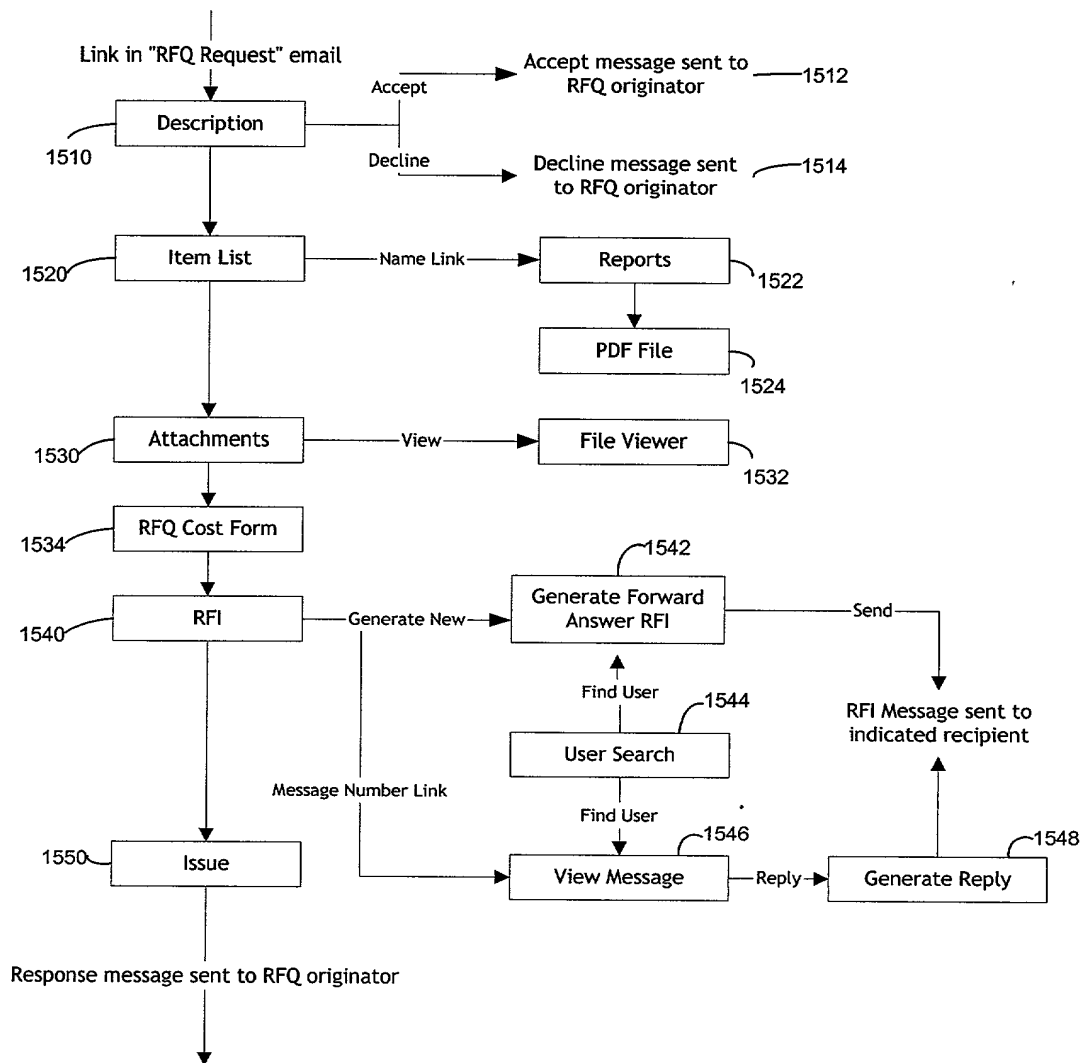 Link in "RFQ Request" email
Accept message sent to
RFQ originator
1512
Accept
Description
1510
Decline
Decline message sent
to RFQ originator
1514
Item List
1520
Name Link
Reports
1522
PDF File
1524
Attachments
1530
View
File Viewer
1532
RFQ Cost Form
1534
1542
RFI
1540
Generate New
Generate Forward
Answer RFI
Send
Find User
1544
User Search
RFI Message sent to
indicated recipient
Message Number Link
Find User
1550
Issue
1546
View Message
Reply
1548
Generate Reply
Response message sent to RFQ originator